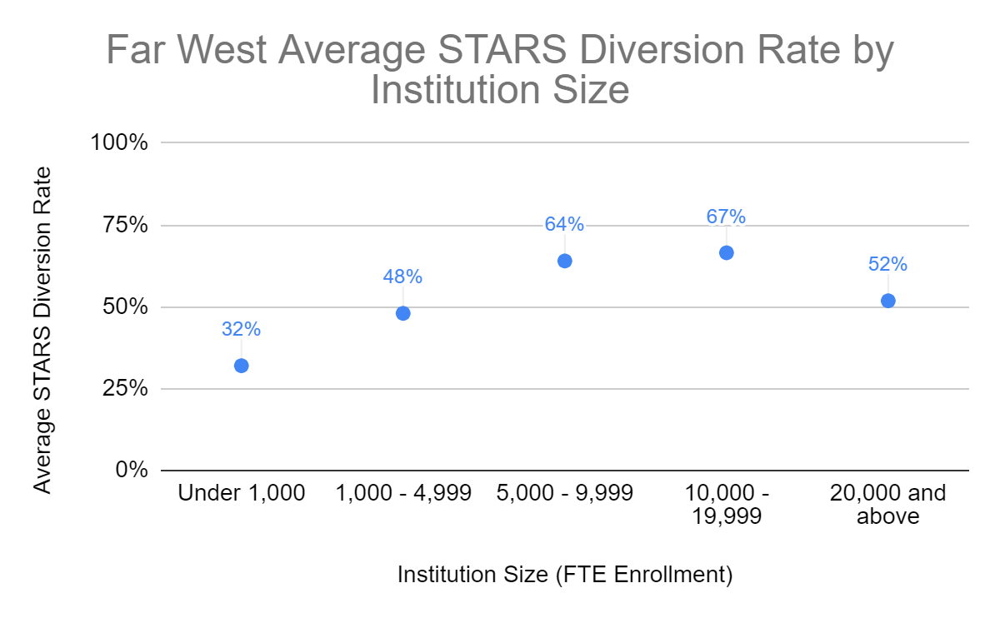 Far West Average STARS Diversion Rate by
Institution Size
Average STARS Diversion Rate
100%
75%
50%
25%
0%
32%
48%
64%
67%
52%
Under 1,000
1,000 - 4,999
5,000 - 9,999
10,000 -
19,999
20,000 and
above
Institution Size (FTE Enrollment)